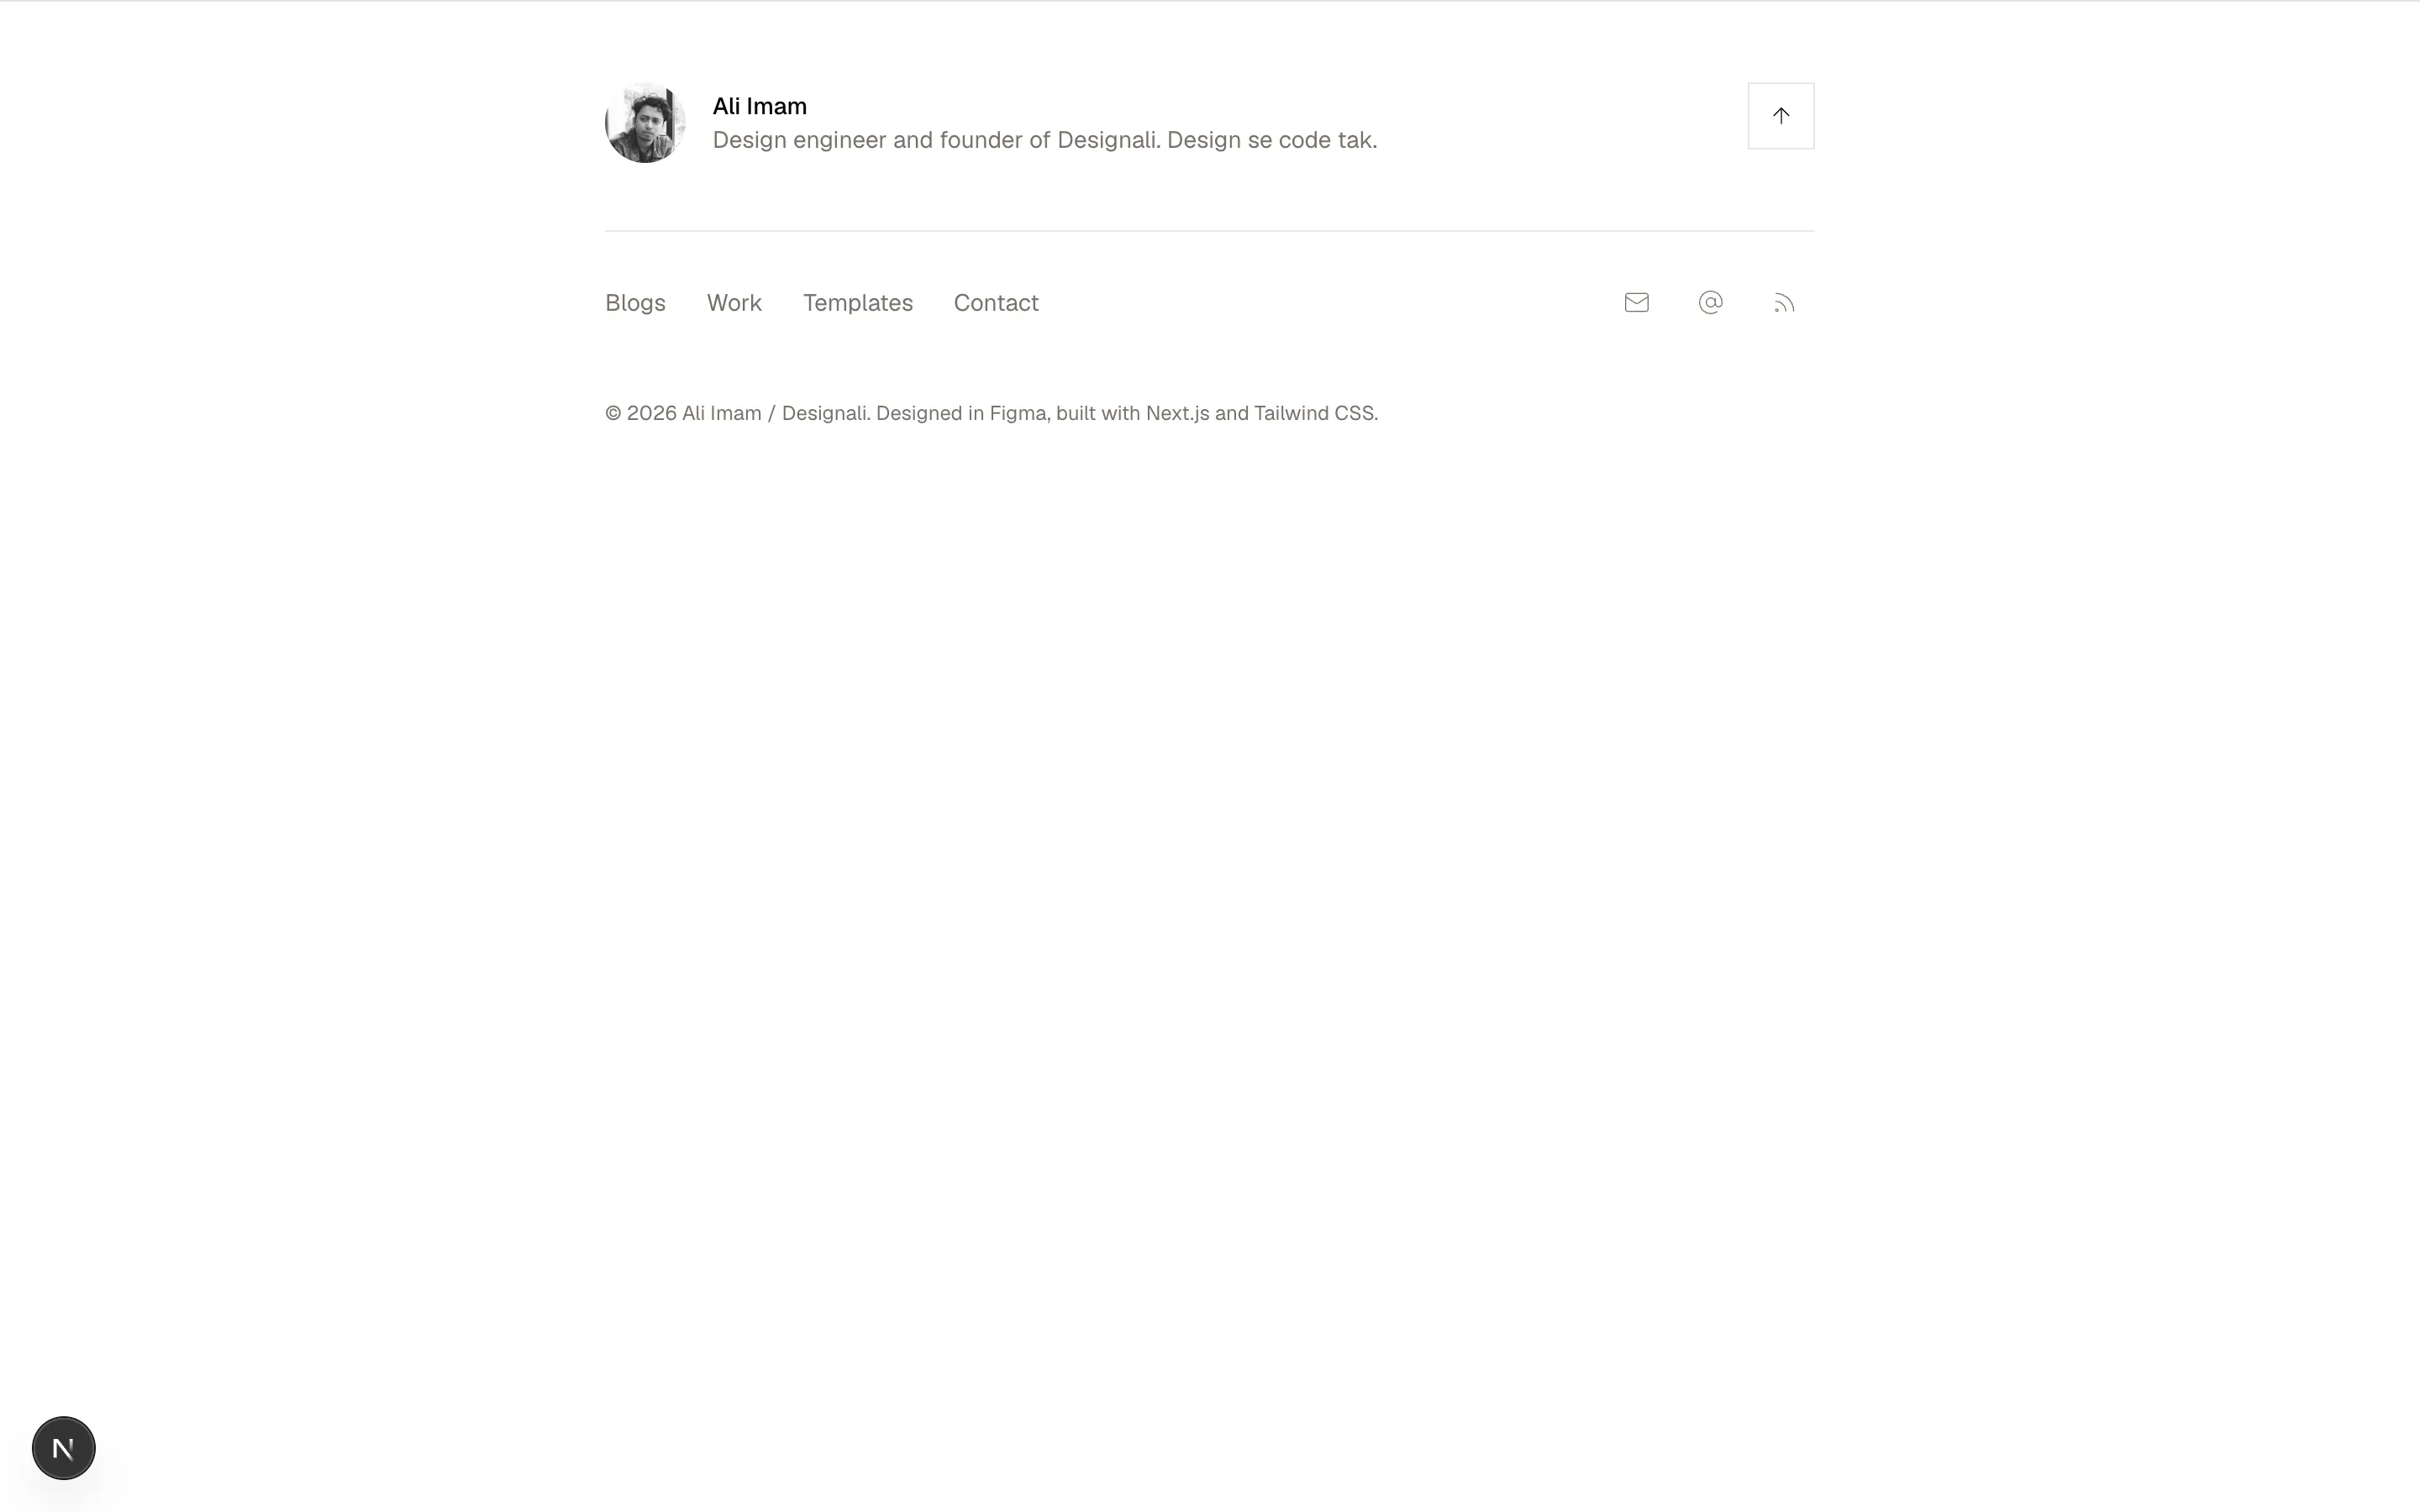 Ali Imam
Design engineer and founder of Designali. Design se code tak.
Blogs Work Templates Contact
© 2026 Ali Imam / Designali. Designed in Figma, built with Next.js and Tailwind CSS.
N